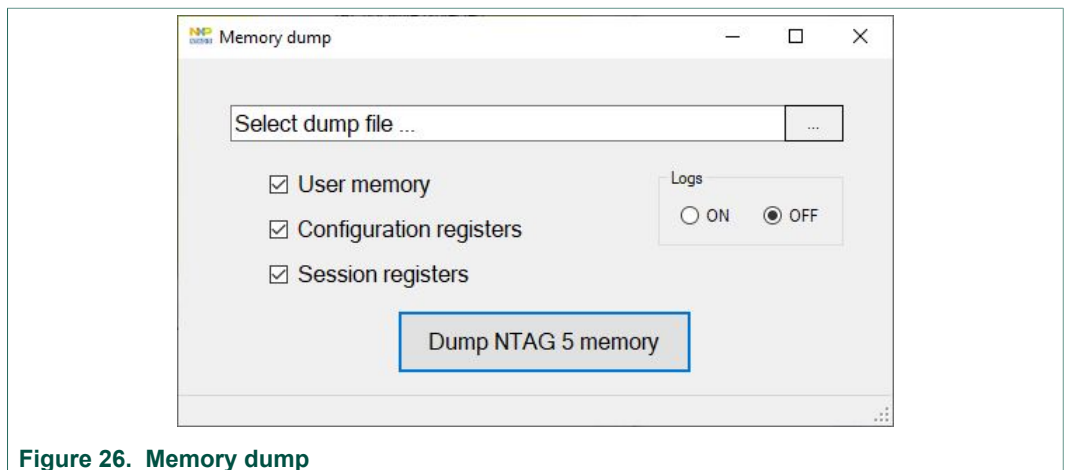 NXP Memory dump
Select dump file ... ...
User memory
Logs
ON OFF
Configuration registers
Session registers
Dump NTAG 5 memory
Figure 26. Memory dump